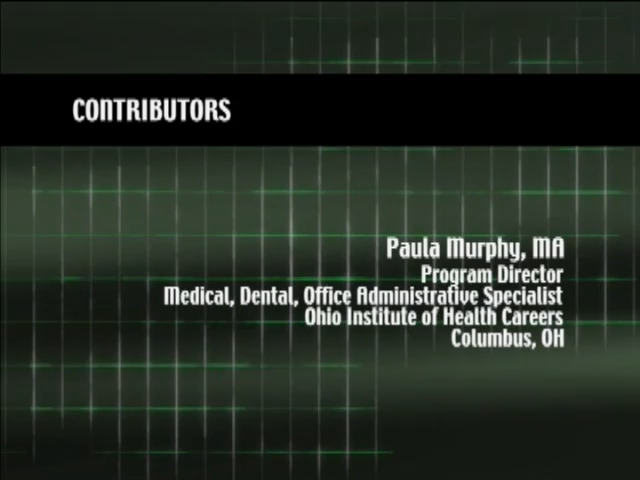 CONTRIBUTORS
Paula Murphy, MA
Program Director
Medical, Dental, Office Administrative Specialist
Ohio Institute of Health Careers
Columbus, OH